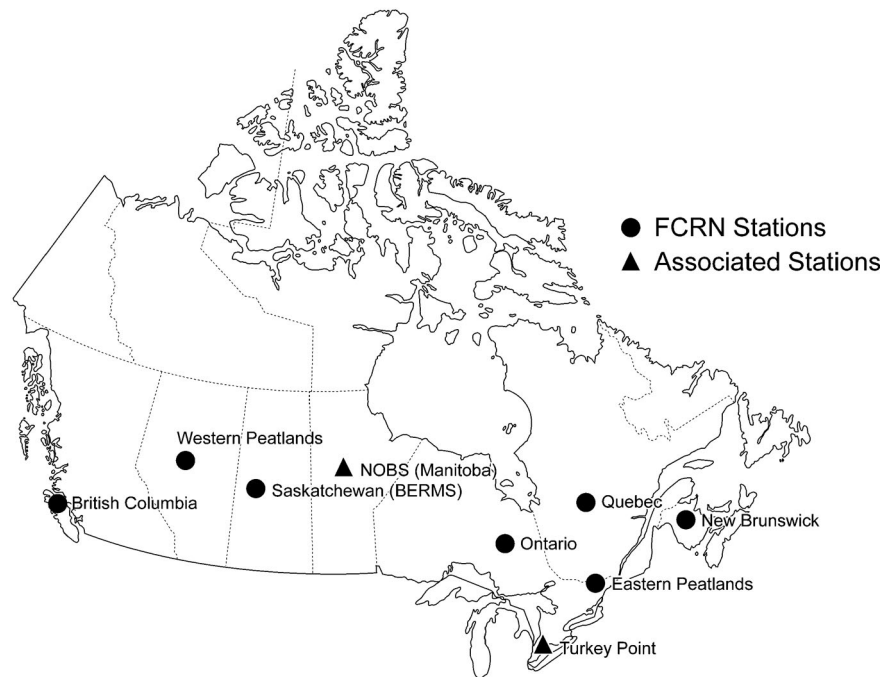 FCRN Stations
Associated Stations
Western Peatlands
NOBS (Manitoba)
Saskatchewan (BERMS)
British Columbia
Quebec
New Brunswick
Ontario
Eastern Peatlands
Turkey Point